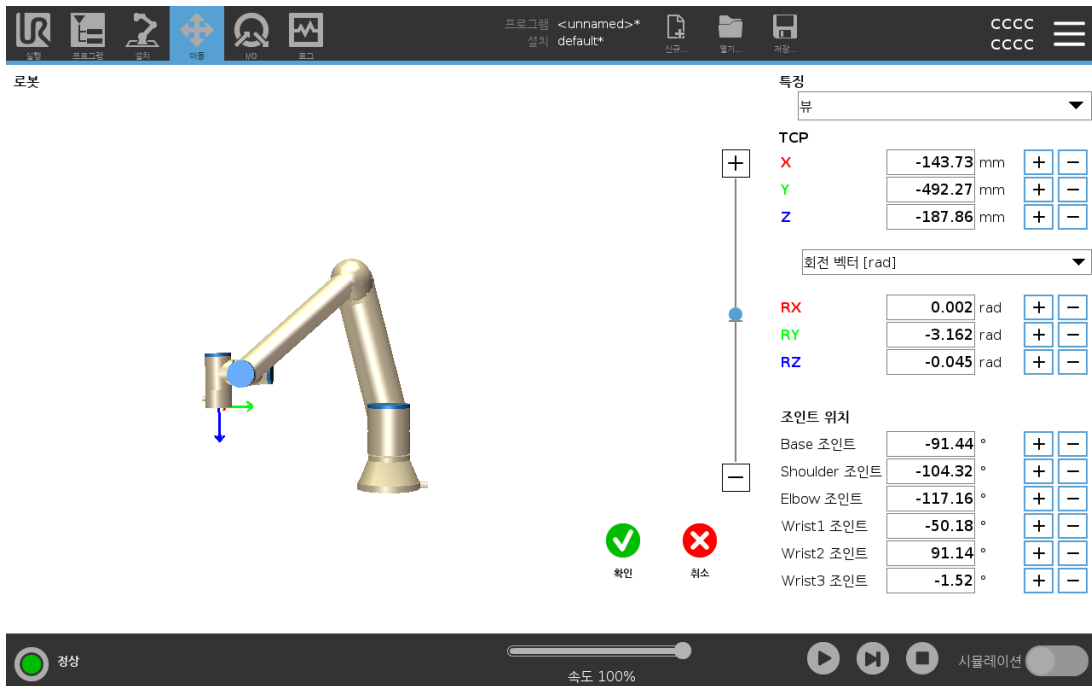 프로그램 <unnamed>*
설치 default*
cccc
cccc
실행 프로그램 설치 이동 I/O 로그 신규... 열기... 저장...
로봇
특징
뷰
TCP
X -143.73 mm + −
Y -492.27 mm + −
Z -187.86 mm + −
회전 벡터 [rad]
RX 0.002 rad + −
RY -3.162 rad + −
RZ -0.045 rad + −
조인트 위치
Base 조인트 -91.44 ° + −
Shoulder 조인트 -104.32 ° + −
Elbow 조인트 -117.16 ° + −
Wrist1 조인트 -50.18 ° + −
Wrist2 조인트 91.14 ° + −
Wrist3 조인트 -1.52 ° + −
확인 취소
정상
속도 100%
시뮬레이션